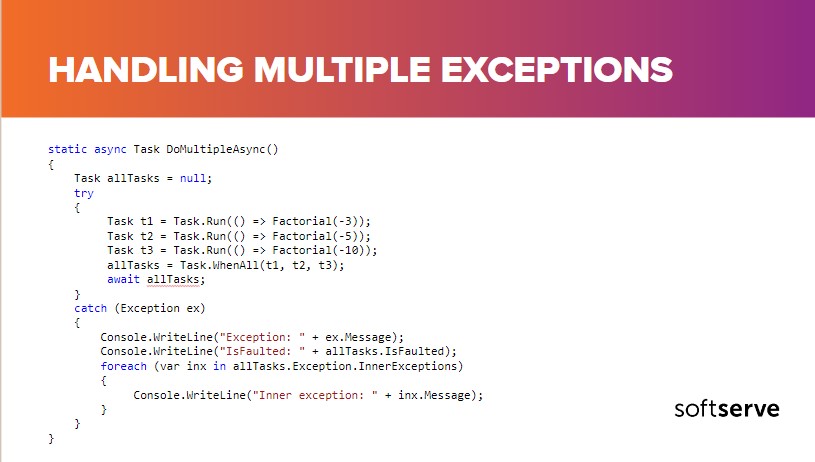 HANDLING MULTIPLE EXCEPTIONS
static async Task DoMultipleAsync()
{
    Task allTasks = null;
    try
    {
         Task t1 = Task.Run(() => Factorial(-3));
         Task t2 = Task.Run(() => Factorial(-5));
         Task t3 = Task.Run(() => Factorial(-10));
         allTasks = Task.WhenAll(t1, t2, t3);
         await allTasks;
    }
    catch (Exception ex)
    {
        Console.WriteLine("Exception: " + ex.Message);
        Console.WriteLine("IsFaulted: " + allTasks.IsFaulted);
        foreach (var inx in allTasks.Exception.InnerExceptions)
        {
             Console.WriteLine("Inner exception: " + inx.Message);
        }
    }
}
softserve